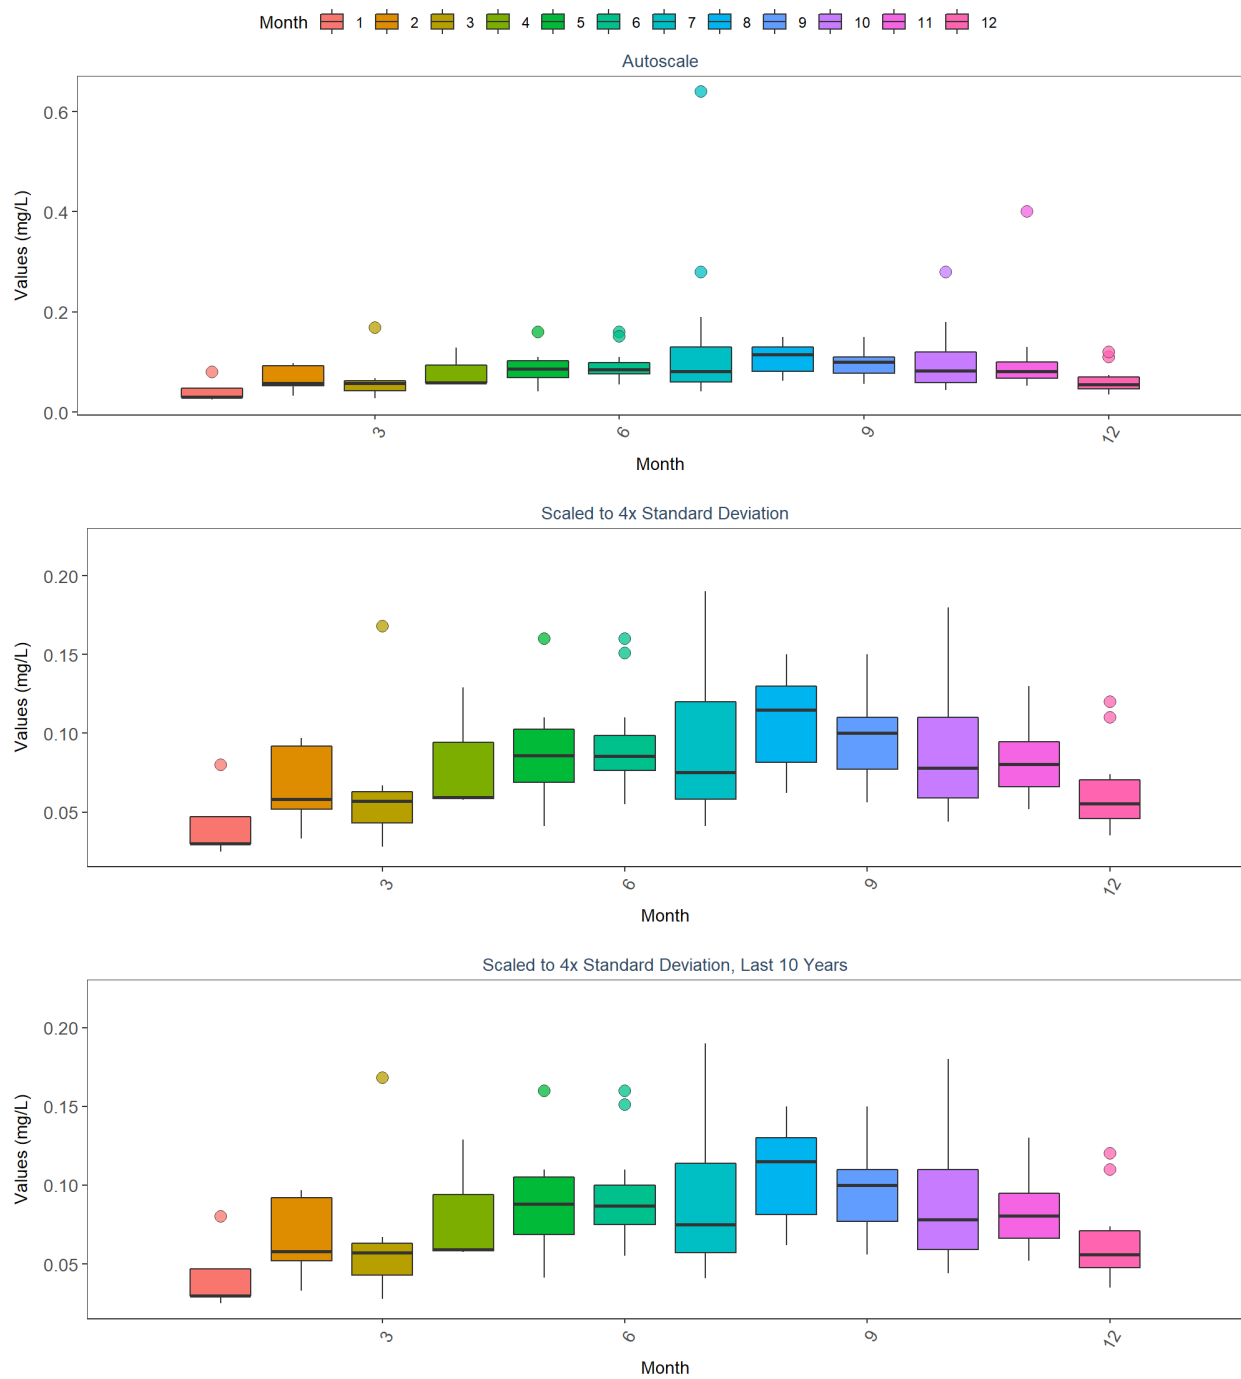 Month 1 2 3 4 5 6 7 8 9 10 11 12
Autoscale
Values (mg/L)
0.6
0.4
0.2
0.0
3 6 9 12
Month
Scaled to 4x Standard Deviation
Values (mg/L)
0.20
0.15
0.10
0.05
3 6 9 12
Month
Scaled to 4x Standard Deviation, Last 10 Years
Values (mg/L)
0.20
0.15
0.10
0.05
3 6 9 12
Month